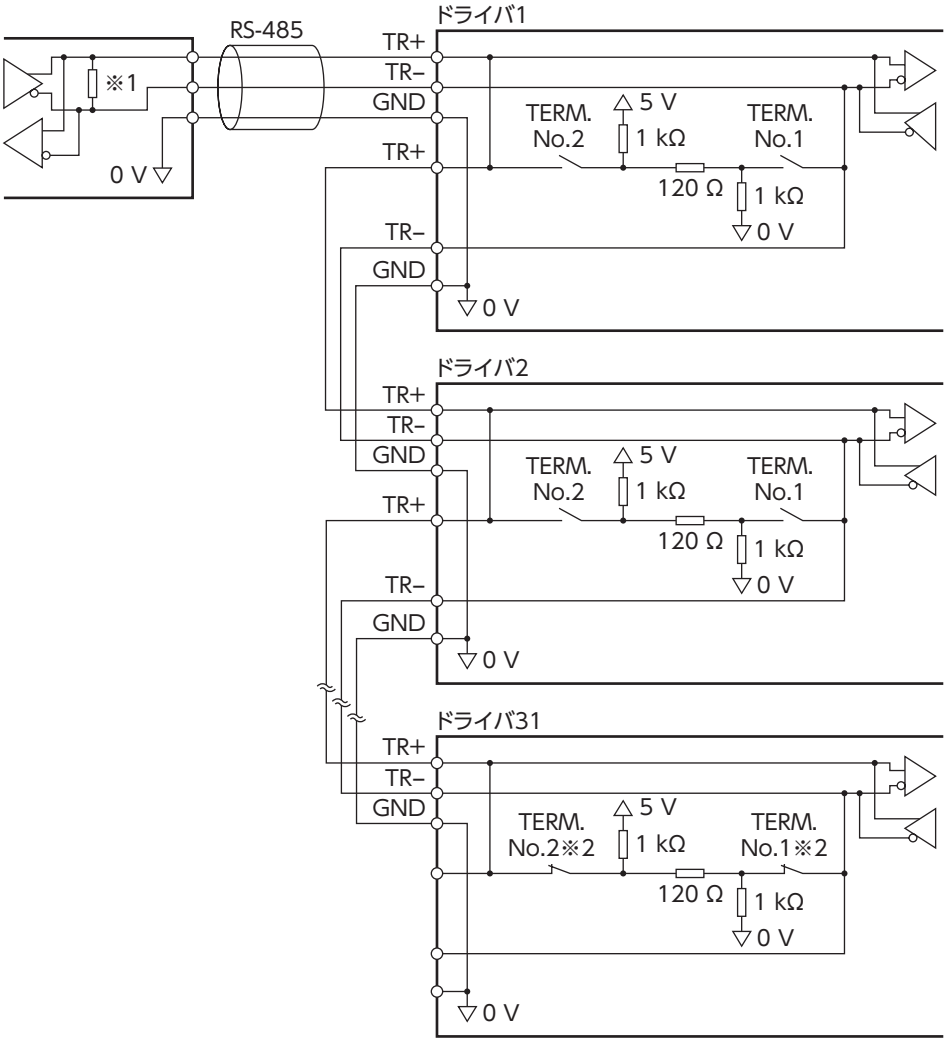 RS-485
※1
0 V
ドライバ1
TR+
TR–
GND
TR+
TR–
GND
TERM.
No.2
5 V
1 kΩ
120 Ω
TERM.
No.1
1 kΩ
0 V
0 V
ドライバ2
TR+
TR–
GND
TR+
TR–
GND
TERM.
No.2
5 V
1 kΩ
120 Ω
TERM.
No.1
1 kΩ
0 V
0 V
ドライバ31
TR+
TR–
GND
TERM.
No.2※2
5 V
1 kΩ
120 Ω
TERM.
No.1※2
1 kΩ
0 V
0 V